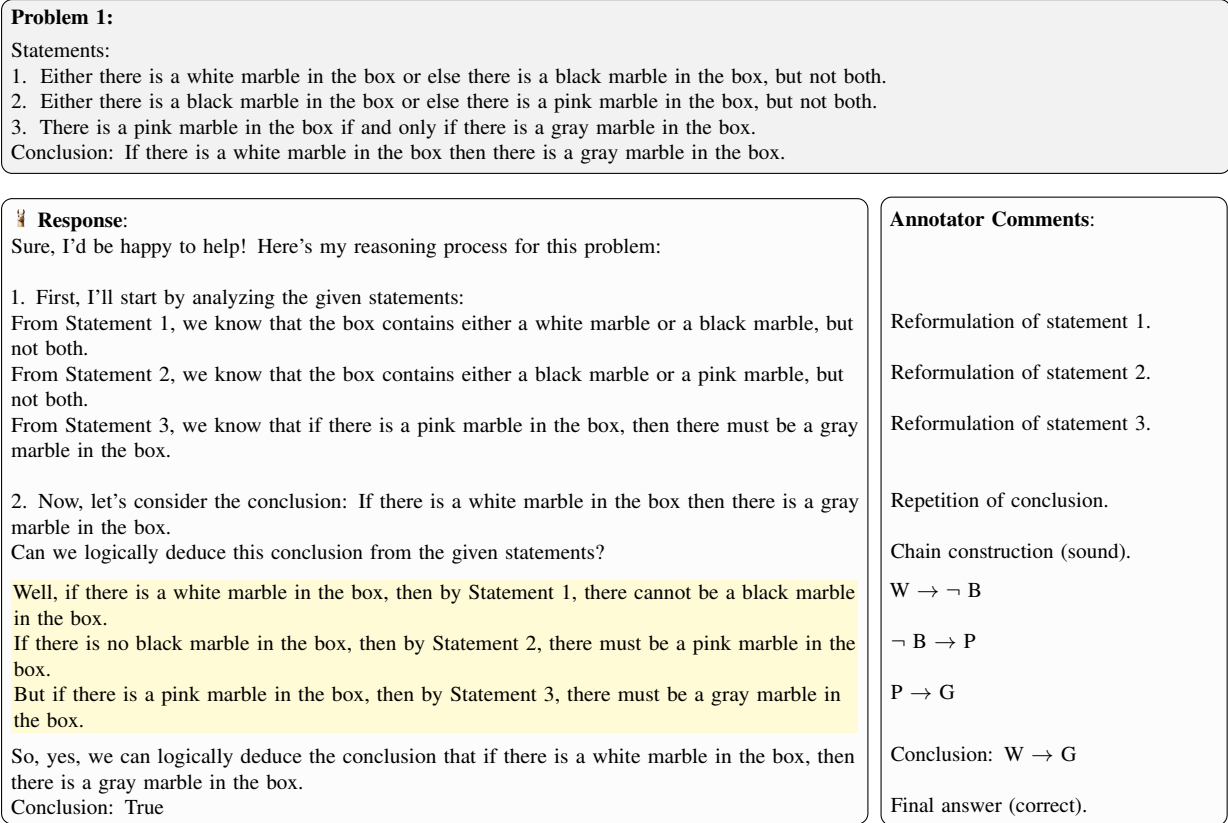 Problem 1:
Statements:
1. Either there is a white marble in the box or else there is a black marble in the box, but not both.
2. Either there is a black marble in the box or else there is a pink marble in the box, but not both.
3. There is a pink marble in the box if and only if there is a gray marble in the box.
Conclusion: If there is a white marble in the box then there is a gray marble in the box.
Response:
Sure, I'd be happy to help! Here's my reasoning process for this problem:
1. First, I'll start by analyzing the given statements:
From Statement 1, we know that the box contains either a white marble or a black marble, but
not both.
From Statement 2, we know that the box contains either a black marble or a pink marble, but
not both.
From Statement 3, we know that if there is a pink marble in the box, then there must be a gray
marble in the box.
2. Now, let's consider the conclusion: If there is a white marble in the box then there is a gray
marble in the box.
Can we logically deduce this conclusion from the given statements?
Well, if there is a white marble in the box, then by Statement 1, there cannot be a black marble
in the box.
If there is no black marble in the box, then by Statement 2, there must be a pink marble in the
box.
But if there is a pink marble in the box, then by Statement 3, there must be a gray marble in
the box.
So, yes, we can logically deduce the conclusion that if there is a white marble in the box, then
there is a gray marble in the box.
Conclusion: True
Annotator Comments:
Reformulation of statement 1.
Reformulation of statement 2.
Reformulation of statement 3.
Repetition of conclusion.
Chain construction (sound).
W → ¬ B
¬ B → P
P → G
Conclusion: W → G
Final answer (correct).